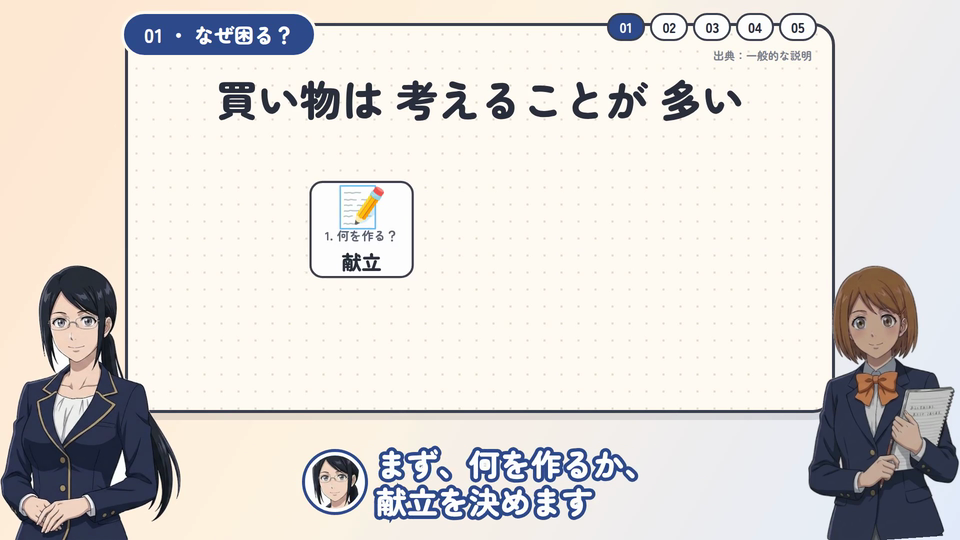 01・なぜ困る？
01 02 03 04 05
出典：一般的な説明
買い物は 考えることが 多い
1. 何を作る？
献立
まず、何を作るか、
献立を決めます